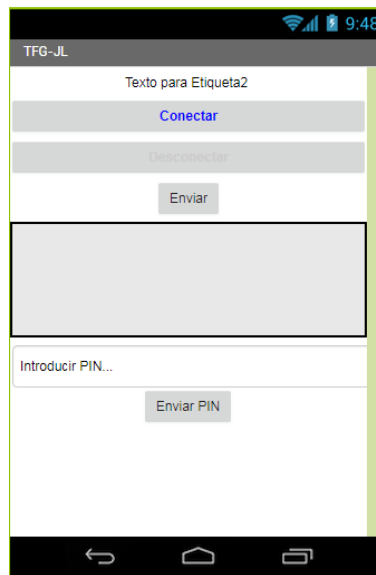 9:48
TFG-JL
Texto para Etiqueta2
Conectar
Desconectar
Enviar
Introducir PIN...
Enviar PIN